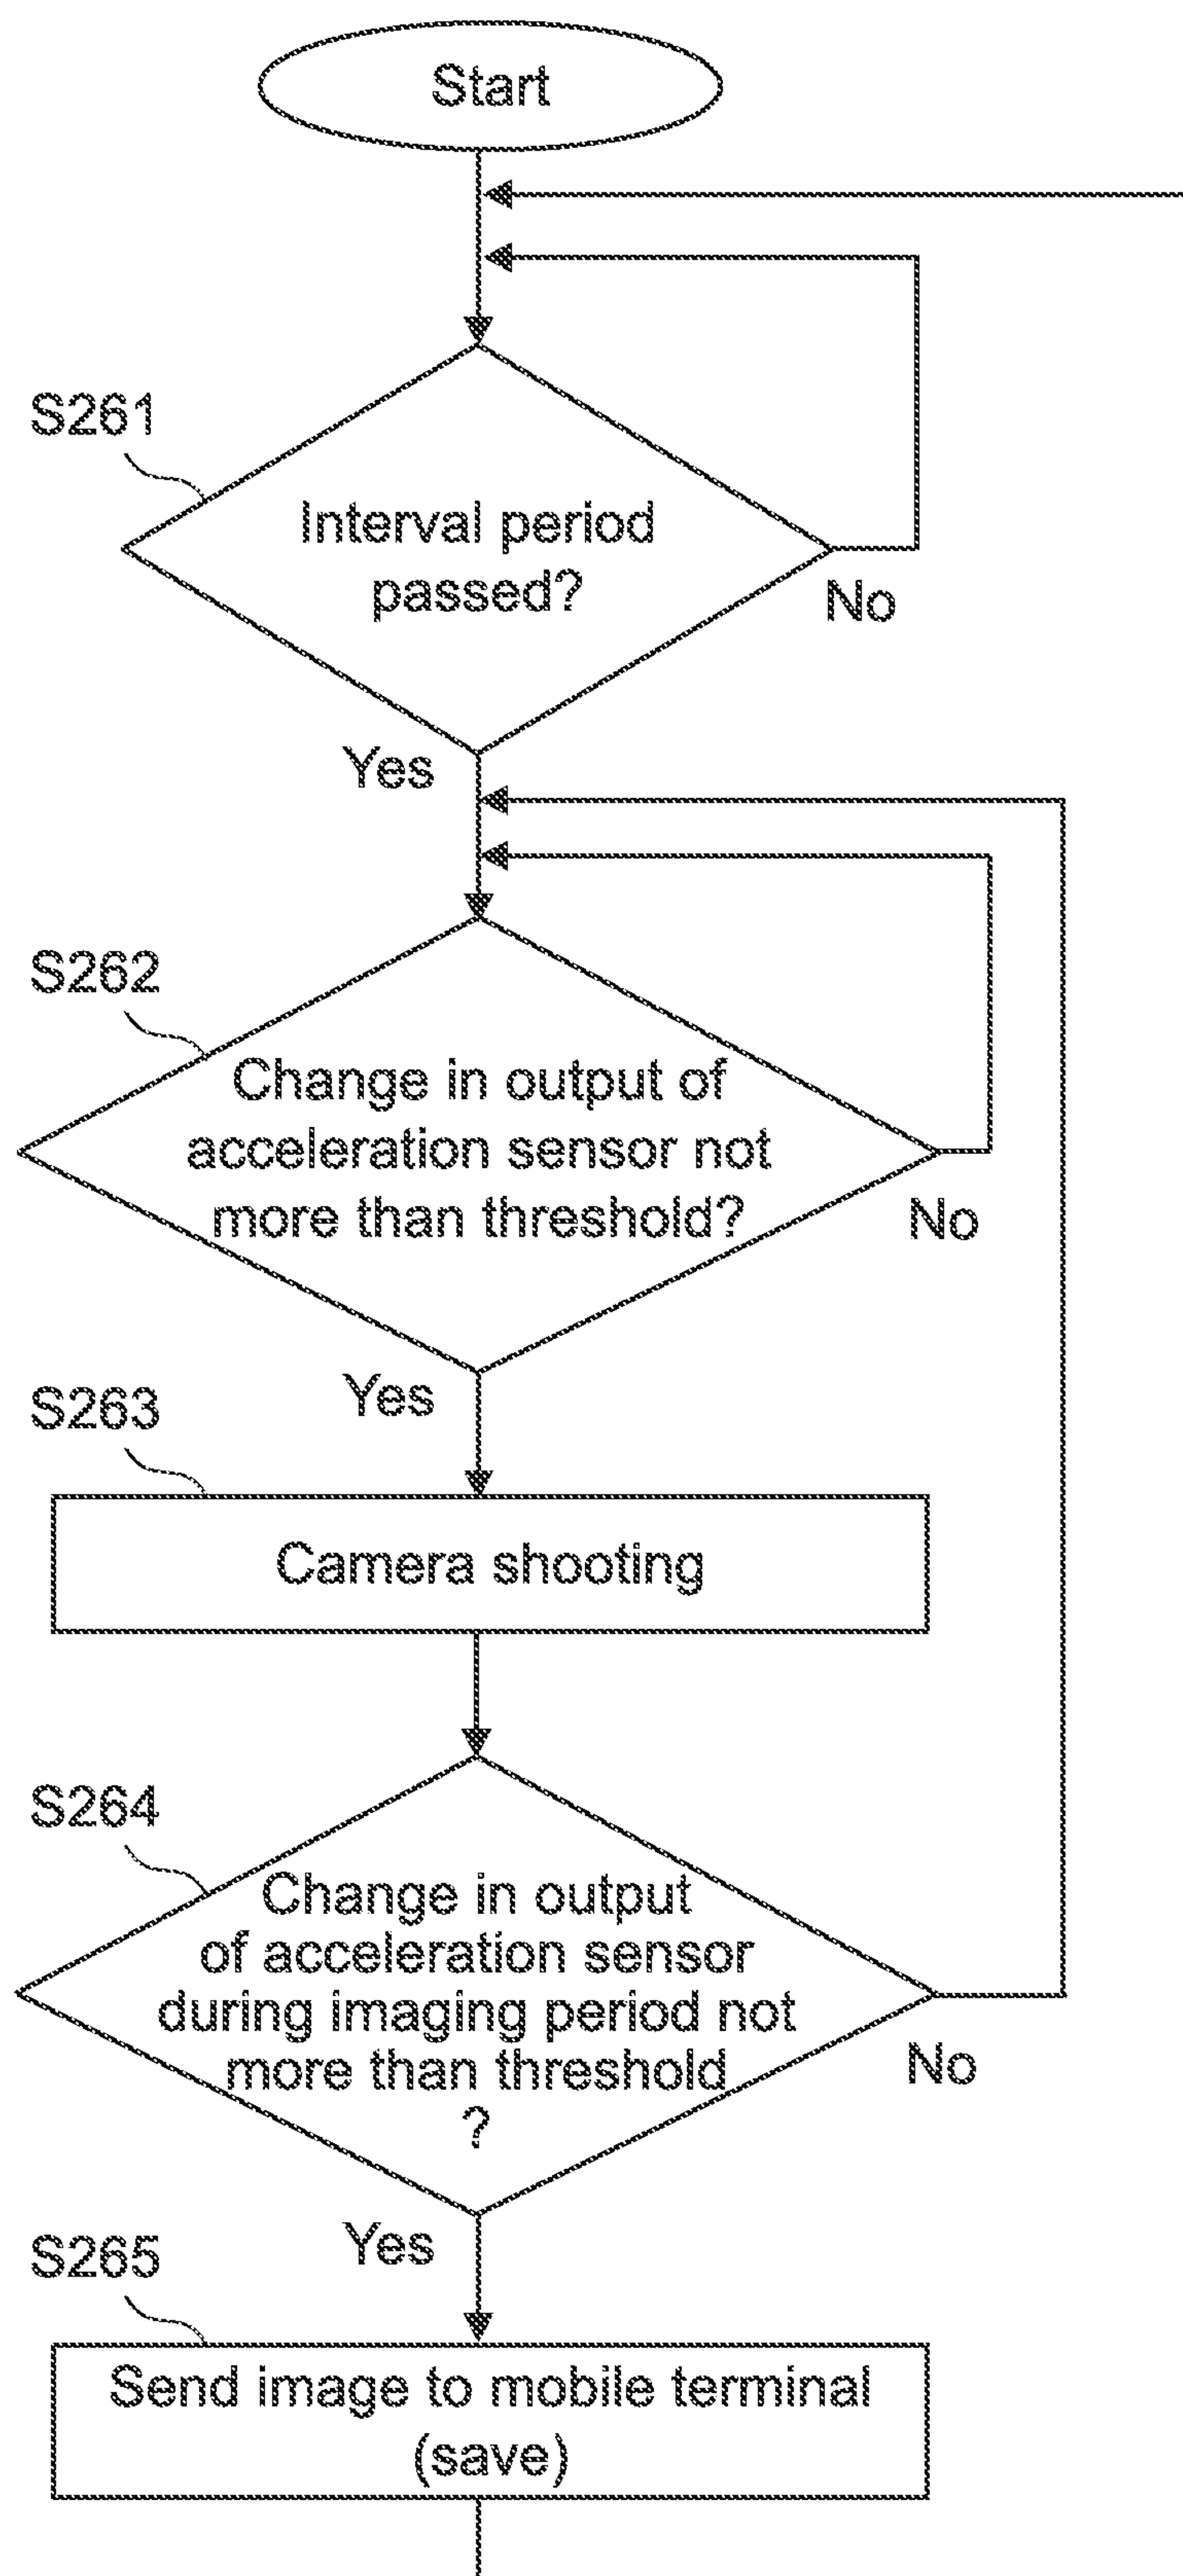 Start
S261
Interval period
passed?
No
Yes
S262
Change in output of
acceleration sensor not
more than threshold?
No
Yes
S263
Camera shooting
S264
Change in output
of acceleration sensor
during imaging period not
more than threshold
?
No
Yes
S265
Send image to mobile terminal
(save)